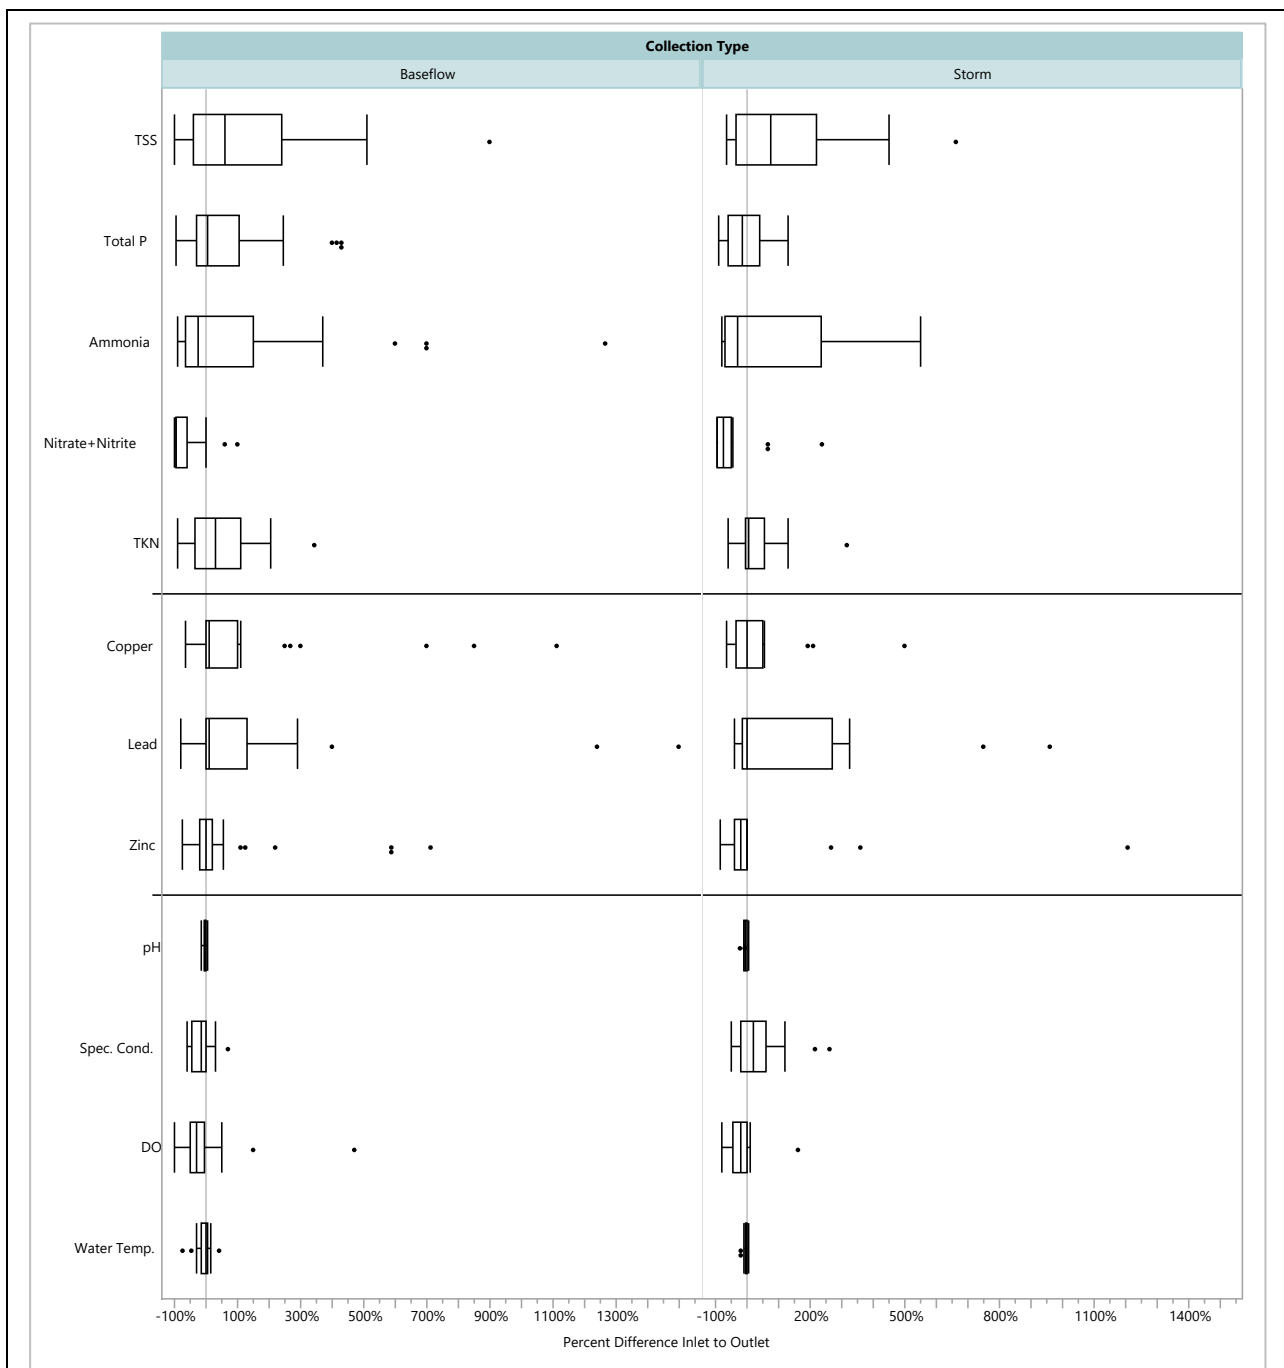 Collection Type
Baseflow Storm
TSS
Total P
Ammonia
Nitrate+Nitrite
TKN
Copper
Lead
Zinc
pH
Spec. Cond.
DO
Water Temp.
-100% 100% 300% 500% 700% 900% 1100% 1300% -100% 200% 500% 800% 1100% 1400%
Percent Difference Inlet to Outlet